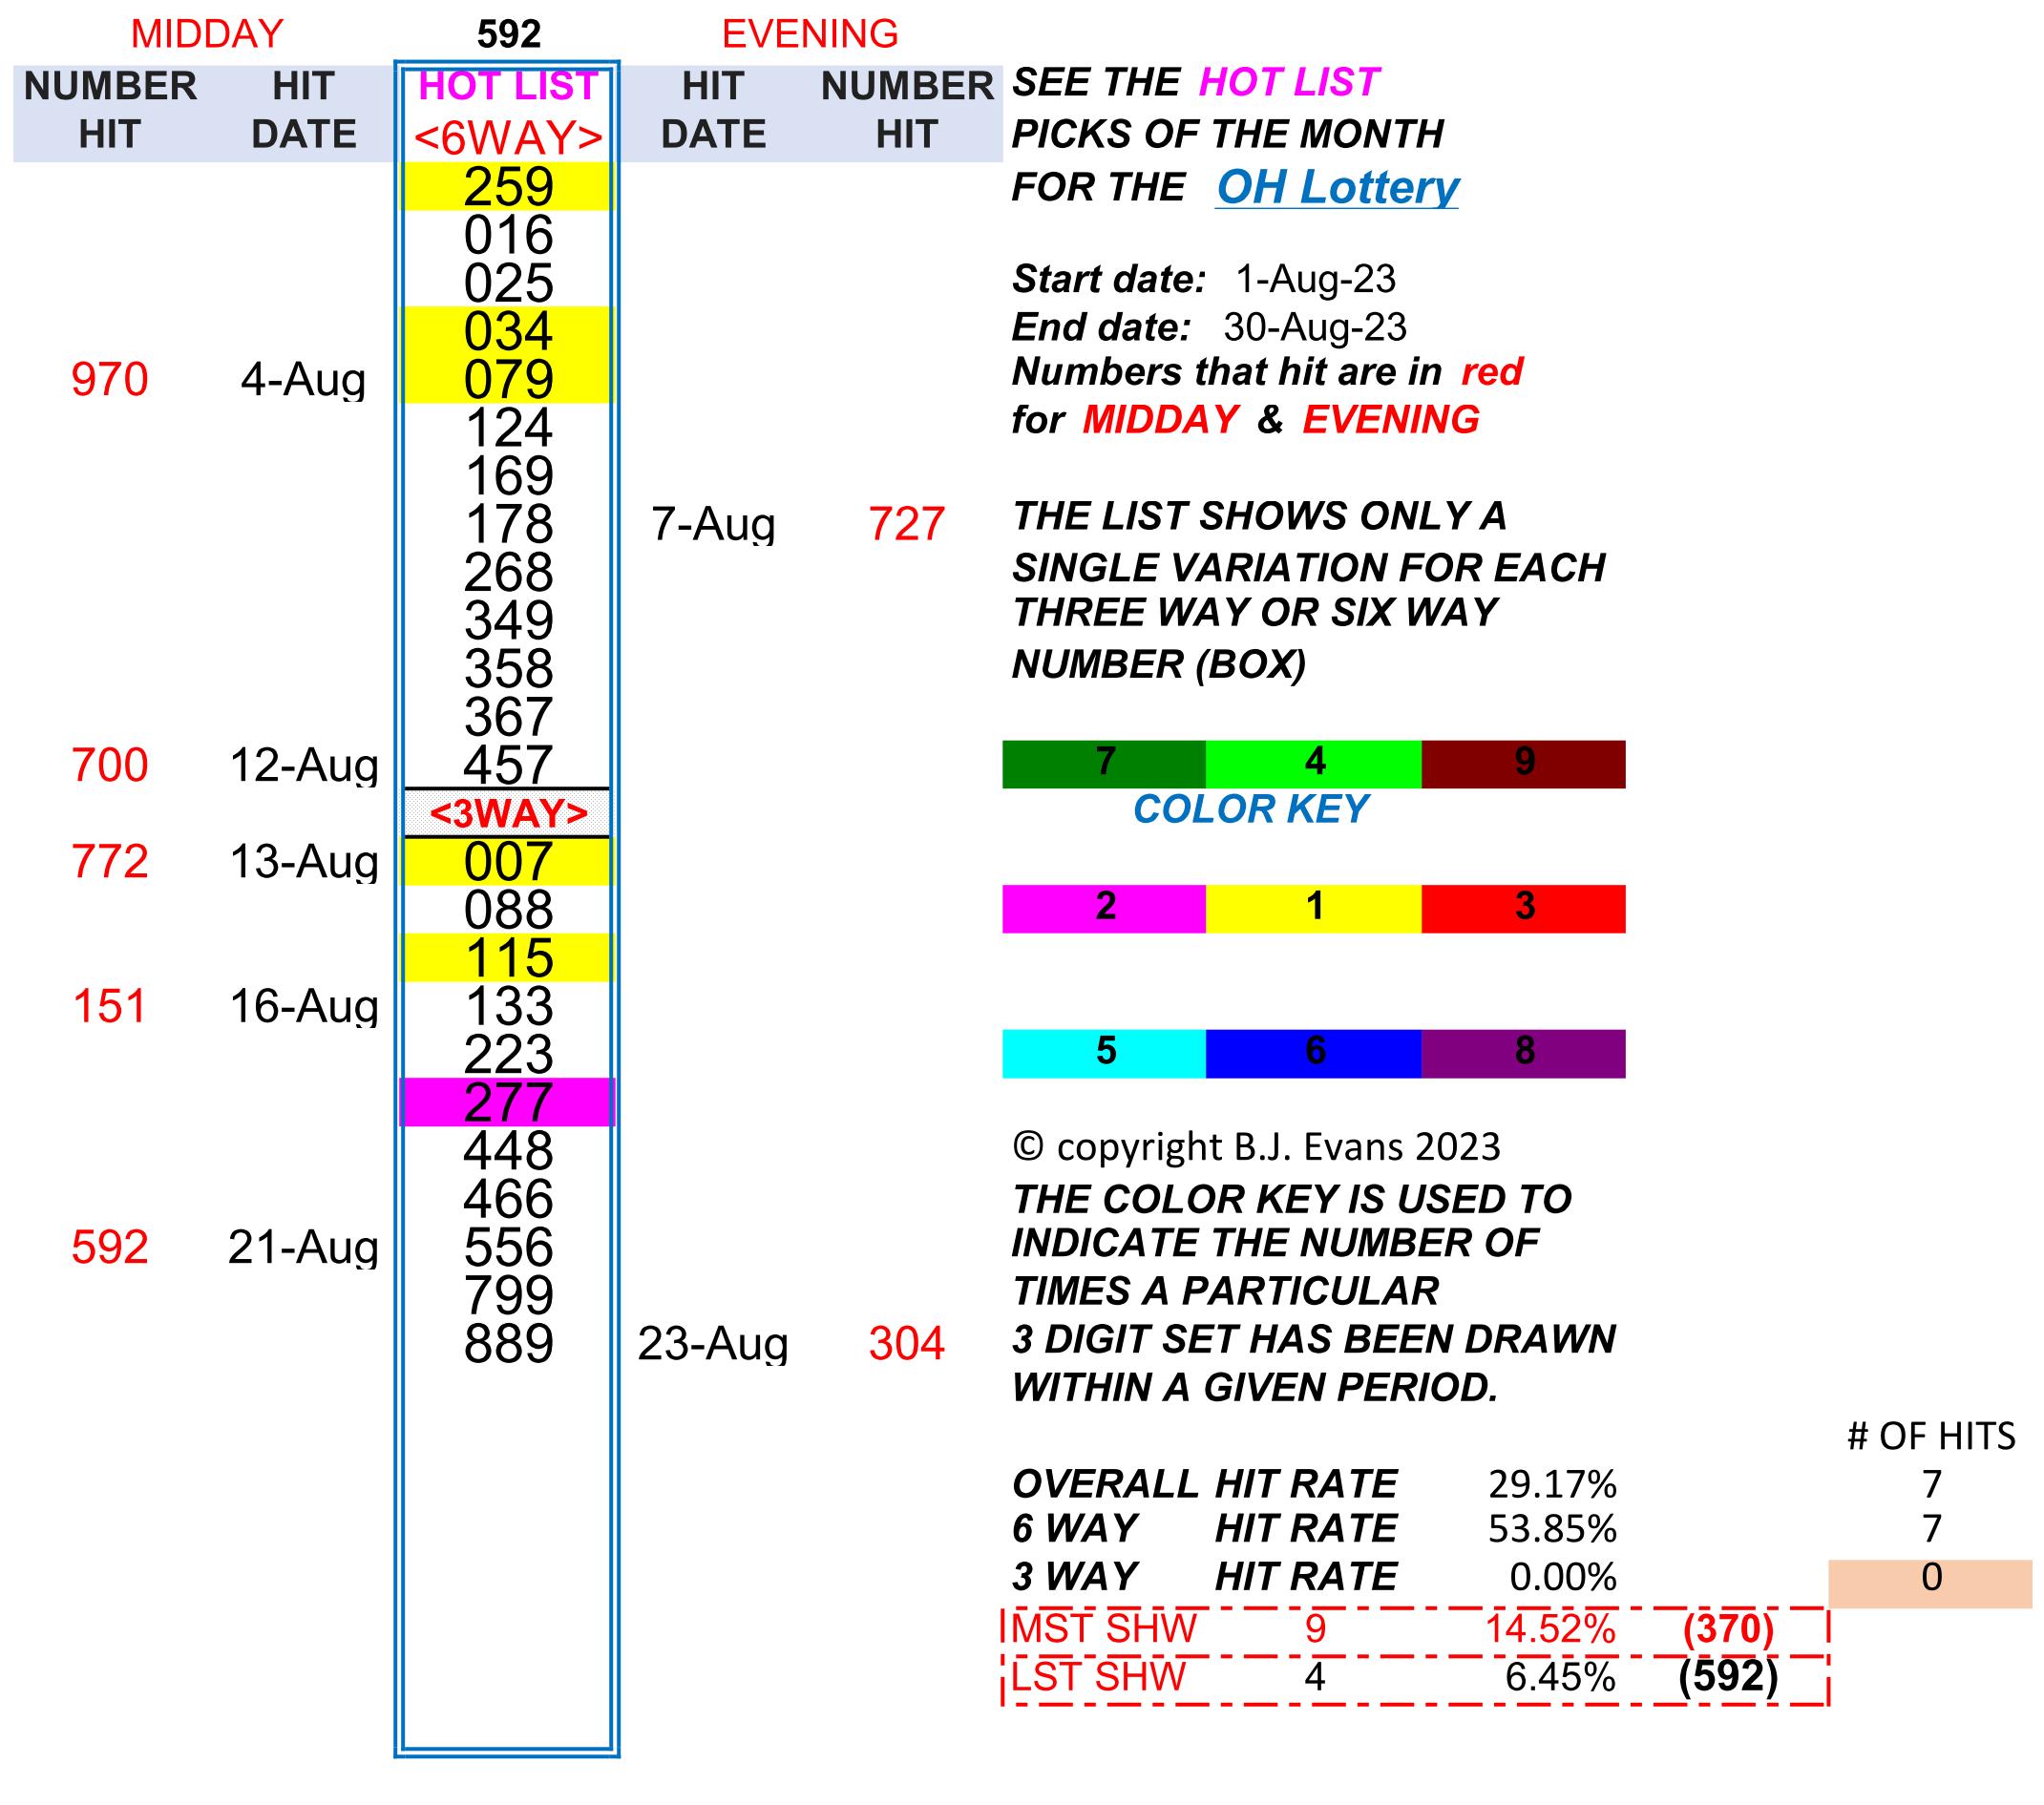 MIDDAY 592 EVENING
NUMBER HIT HOT LIST HIT NUMBER SEE THE HOT LIST
HIT DATE <6WAY> DATE HIT PICKS OF THE MONTH
259 FOR THE OH Lottery
016
025 Start date: 1-Aug-23
034 End date: 30-Aug-23
970 4-Aug 079 Numbers that hit are in red
124 for MIDDAY & EVENING
169
178 7-Aug 727 THE LIST SHOWS ONLY A
268 SINGLE VARIATION FOR EACH
349 THREE WAY OR SIX WAY
358 NUMBER (BOX)
367
700 12-Aug 457 7 4 9
<3WAY> COLOR KEY
772 13-Aug 007
088 2 1 3
115
151 16-Aug 133
223 5 6 8
277
448 © copyright B.J. Evans 2023
466 THE COLOR KEY IS USED TO
592 21-Aug 556 INDICATE THE NUMBER OF
799 TIMES A PARTICULAR
889 23-Aug 304 3 DIGIT SET HAS BEEN DRAWN
WITHIN A GIVEN PERIOD.
# OF HITS
OVERALL HIT RATE 29.17% 7
6 WAY HIT RATE 53.85% 7
3 WAY HIT RATE 0.00% 0
MST SHW 9 14.52% (370)
LST SHW 4 6.45% (592)